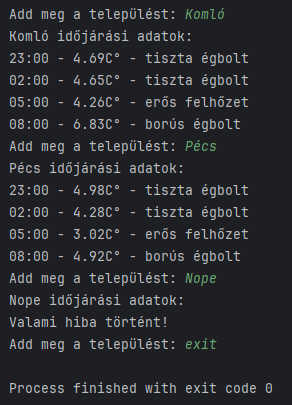 Add meg a települést: Komló
Komló időjárási adatok:
23:00 - 4.69C° - tiszta égbolt
02:00 - 4.65C° - tiszta égbolt
05:00 - 4.26C° - erős felhőzet
08:00 - 6.83C° - borús égbolt
Add meg a települést: Pécs
Pécs időjárási adatok:
23:00 - 4.98C° - tiszta égbolt
02:00 - 4.28C° - tiszta égbolt
05:00 - 3.02C° - erős felhőzet
08:00 - 4.92C° - borús égbolt
Add meg a települést: Nope
Nope időjárási adatok:
Valami hiba történt!
Add meg a települést: exit
Process finished with exit code 0